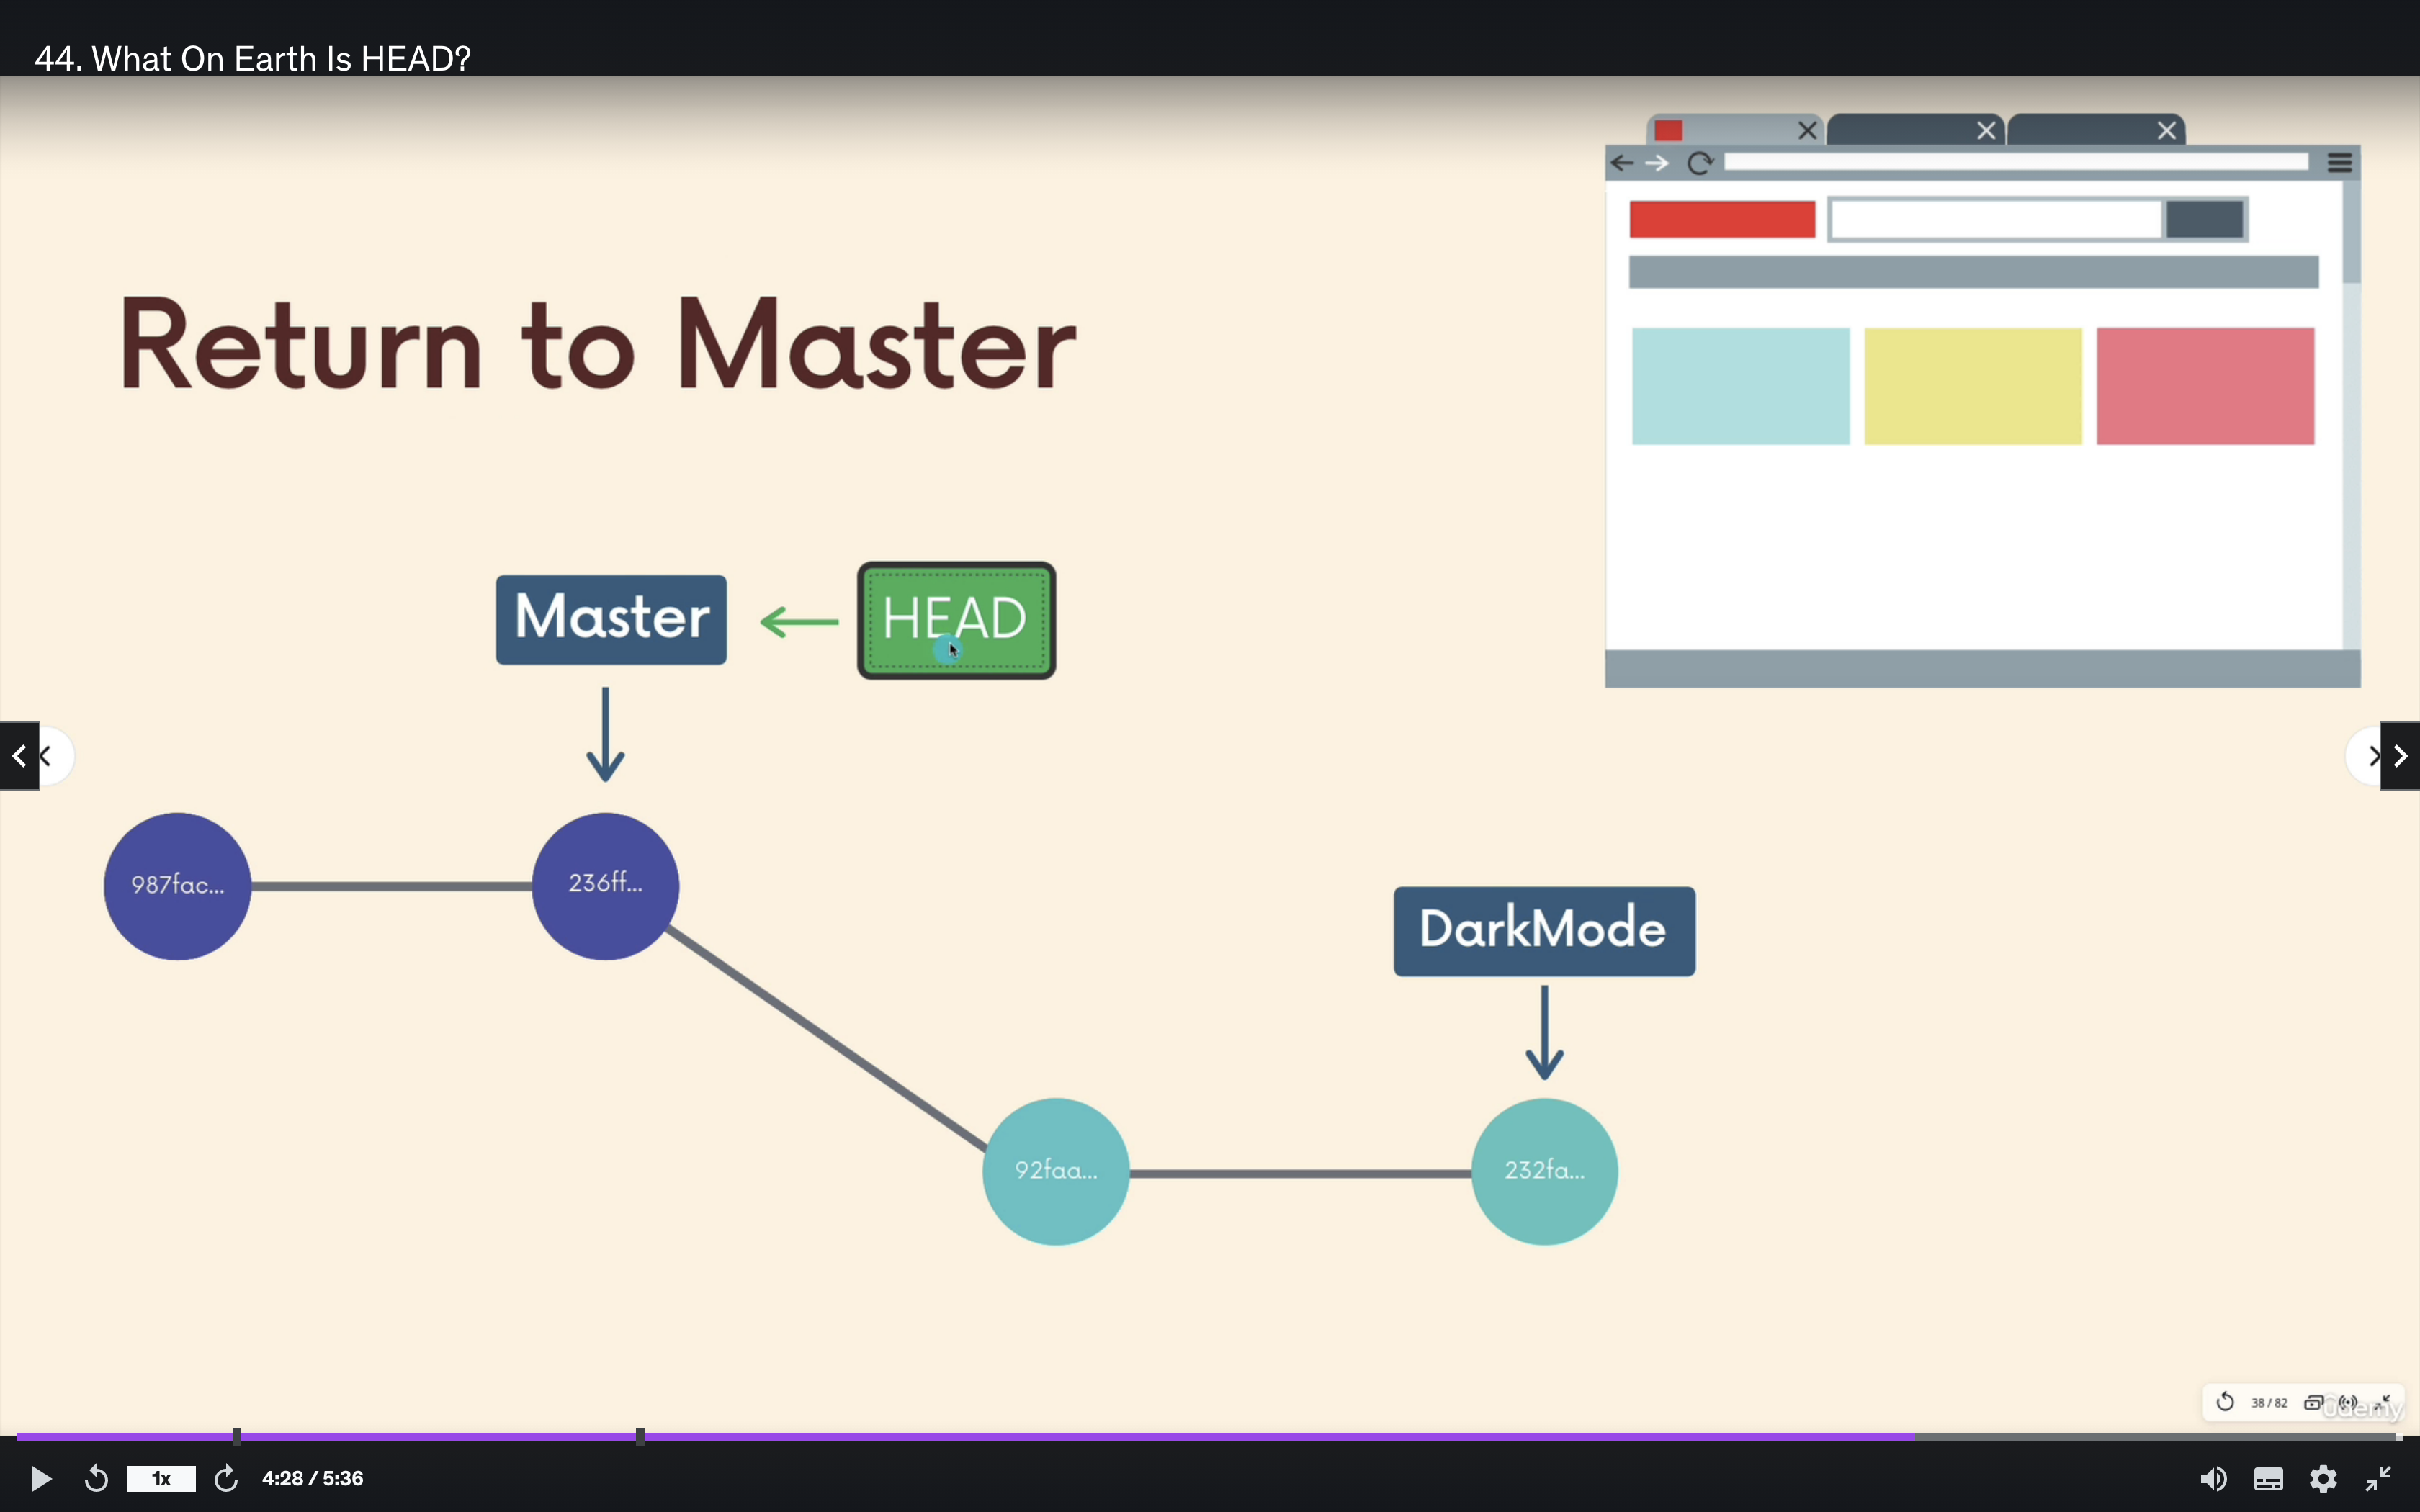 44. What On Earth Is HEAD?
Return to Master
Master
HEAD
987fac...
236ff...
DarkMode
92faa...
232fa...
38 / 82
ûdemy
1x
4:28 / 5:36